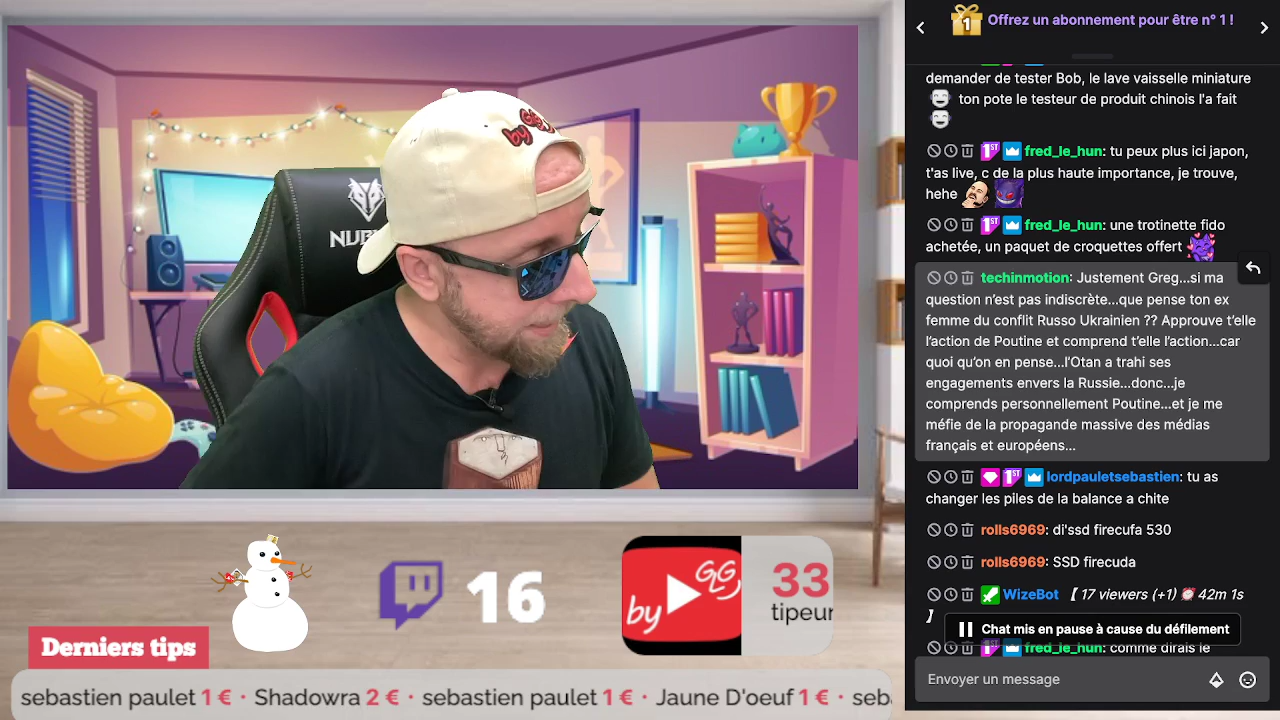 Offrez un abonnement pour être n° 1 !
1
demander de tester Bob, le lave vaisselle miniature
ton pote le testeur de produit chinois l'a fait
1ST fred_le_hun: tu peux plus ici japon,
t'as live, c de la plus haute importance, je trouve,
hehe
1ST fred_le_hun: une trotinette fido
achetée, un paquet de croquettes offert
techinmotion: Justement Greg...si ma
question n'est pas indiscrète...que pense ton ex
femme du conflit Russo Ukrainien ?? Approuve t'elle
l'action de Poutine et comprend t'elle l'action...car
quoi qu'on en pense...l'Otan a trahi ses
engagements envers la Russie...donc...je
comprends personnellement Poutine...et je me
méfie de la propagande massive des médias
français et européens...
1ST lordpauletsebastien: tu as
changer les piles de la balance a chite
rolls6969: di'ssd firecufa 530
rolls6969: SSD firecuda
WizeBot 【 17 viewers (+1) ⏰ 42m 1s
】
Chat mis en pause à cause du défilement
1ST fred_le_hun: comme dirais le
Envoyer un message
by GG
16
by GG
33
tipeur
Derniers tips
sebastien paulet 1 € · Shadowra 2 € · sebastien paulet 1 € · Jaune D'oeuf 1 € · seb